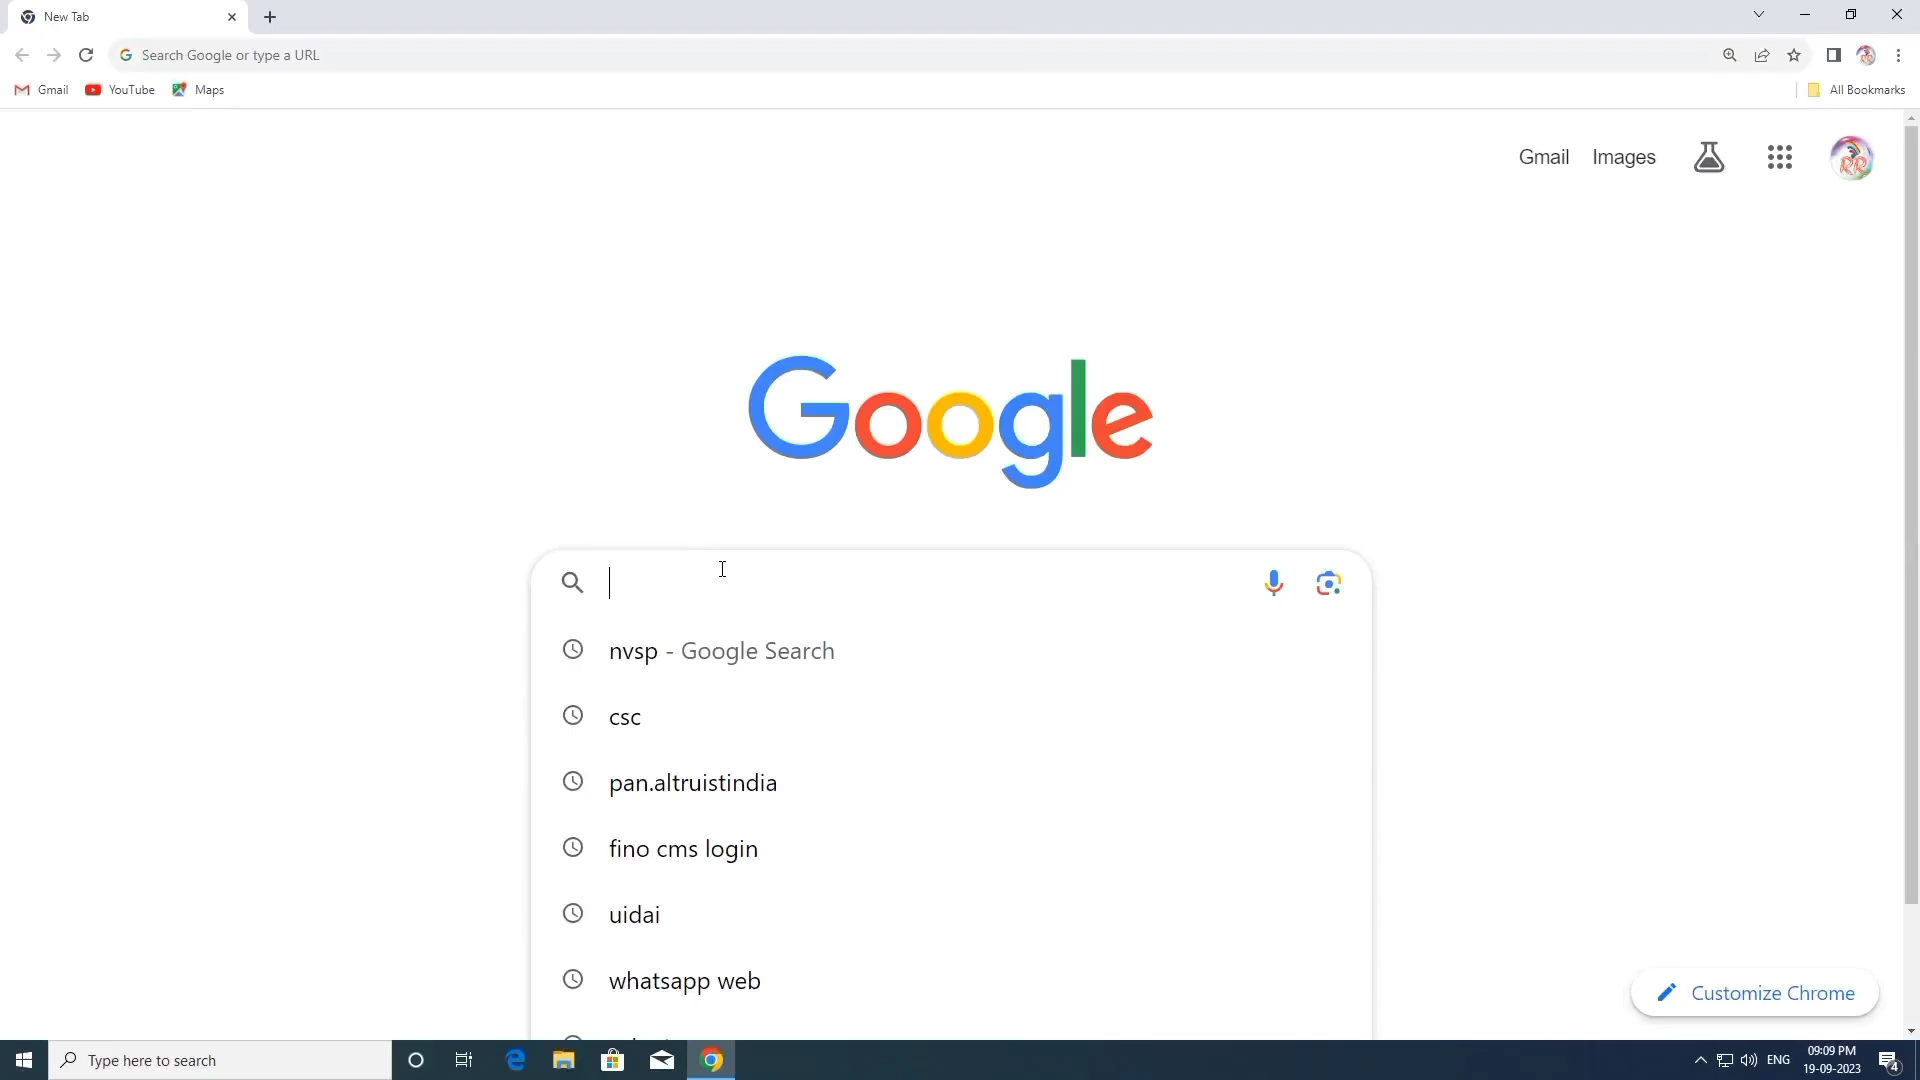 New Tab
Search Google or type a URL
Gmail YouTube Maps All Bookmarks
Gmail Images
RR
Google
nvsp - Google Search
csc
pan.altruistindia
fino cms login
uidai
whatsapp web
Customize Chrome
Type here to search
ENG
09:09 PM
19-09-2023
4